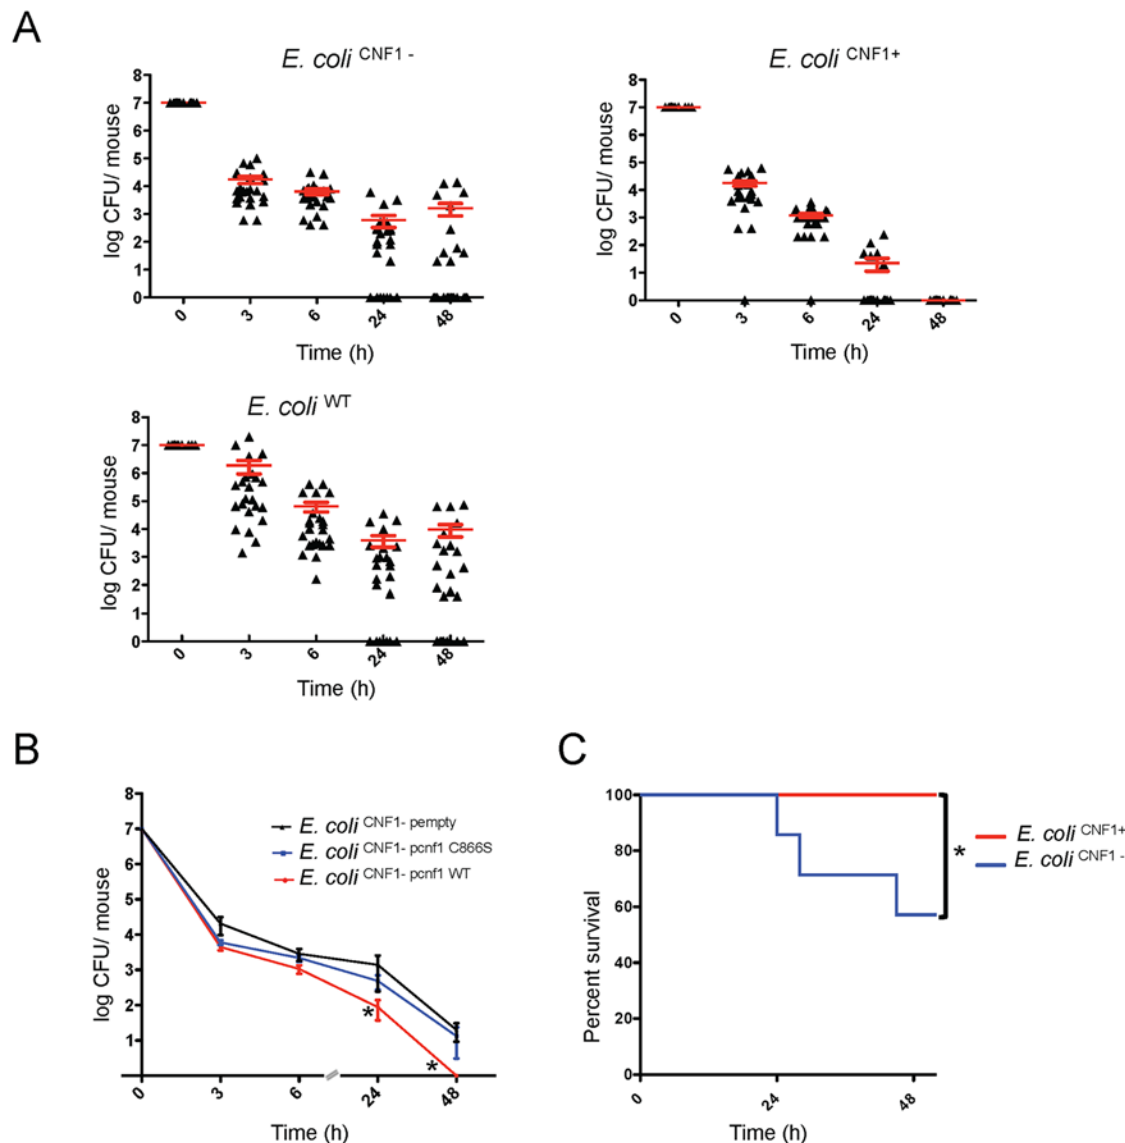 A
E. coli CNF1 -
8
7
6
5
4
3
2
1
0
log CFU/ mouse
0 3 6 24 48
Time (h)
E. coli CNF1+
8
7
6
5
4
3
2
1
0
log CFU/ mouse
0 3 6 24 48
Time (h)
E. coli WT
8
7
6
5
4
3
2
1
0
log CFU/ mouse
0 3 6 24 48
Time (h)
B
8
7
6
5
4
3
2
1
log CFU/ mouse
E. coli CNF1- pempty
E. coli CNF1- pcnf1 C866S
E. coli CNF1- pcnf1 WT
*
*
0 3 6 24 48
Time (h)
C
100
80
60
40
20
0
Percent survival
*
E. coli CNF1+
E. coli CNF1 -
0 24 48
Time (h)